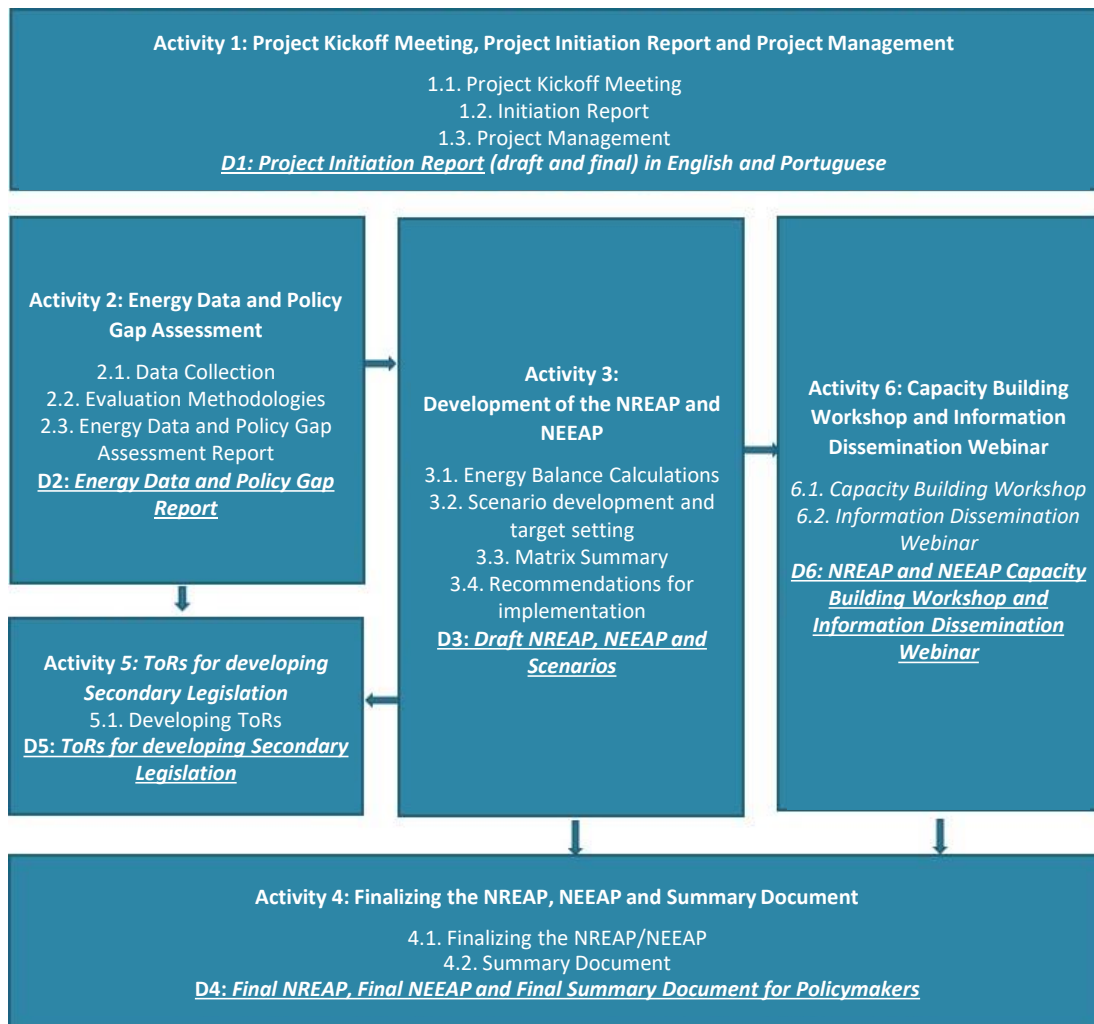 Activity 1: Project Kickoff Meeting, Project Initiation Report and Project Management
1.1. Project Kickoff Meeting
1.2. Initiation Report
1.3. Project Management
D1: Project Initiation Report (draft and final) in English and Portuguese
Activity 2: Energy Data and Policy
Gap Assessment
2.1. Data Collection
2.2. Evaluation Methodologies
2.3. Energy Data and Policy Gap
Assessment Report
D2: Energy Data and Policy Gap
Report
Activity 5: ToRs for developing
Secondary Legislation
5.1. Developing ToRs
D5: ToRs for developing Secondary
Legislation
Activity 3:
Development of the NREAP and
NEEAP
3.1. Energy Balance Calculations
3.2. Scenario development and
target setting
3.3. Matrix Summary
3.4. Recommendations for
implementation
D3: Draft NREAP, NEEAP and
Scenarios
Activity 6: Capacity Building
Workshop and Information
Dissemination Webinar
6.1. Capacity Building Workshop
6.2. Information Dissemination
Webinar
D6: NREAP and NEEAP Capacity
Building Workshop and
Information Dissemination
Webinar
Activity 4: Finalizing the NREAP, NEEAP and Summary Document
4.1. Finalizing the NREAP/NEEAP
4.2. Summary Document
D4: Final NREAP, Final NEEAP and Final Summary Document for Policymakers